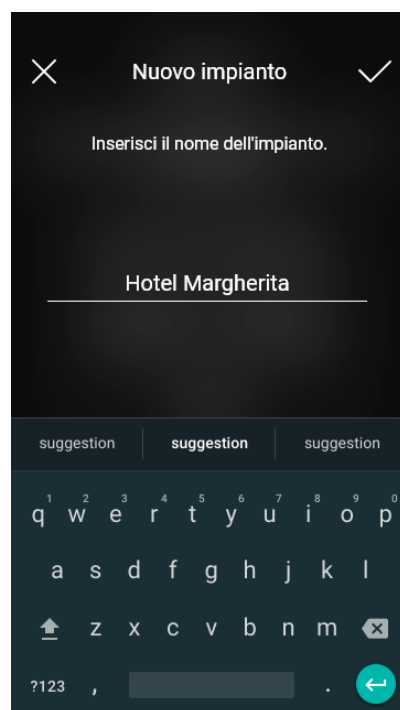 Nuovo impianto
Inserisci il nome dell'impianto.
Hotel Margherita
suggestion suggestion suggestion
1 2 3 4 5 6 7 8 9 0
q w e r t y u i o p
a s d f g h j k l
z x c v b n m
?123 , .